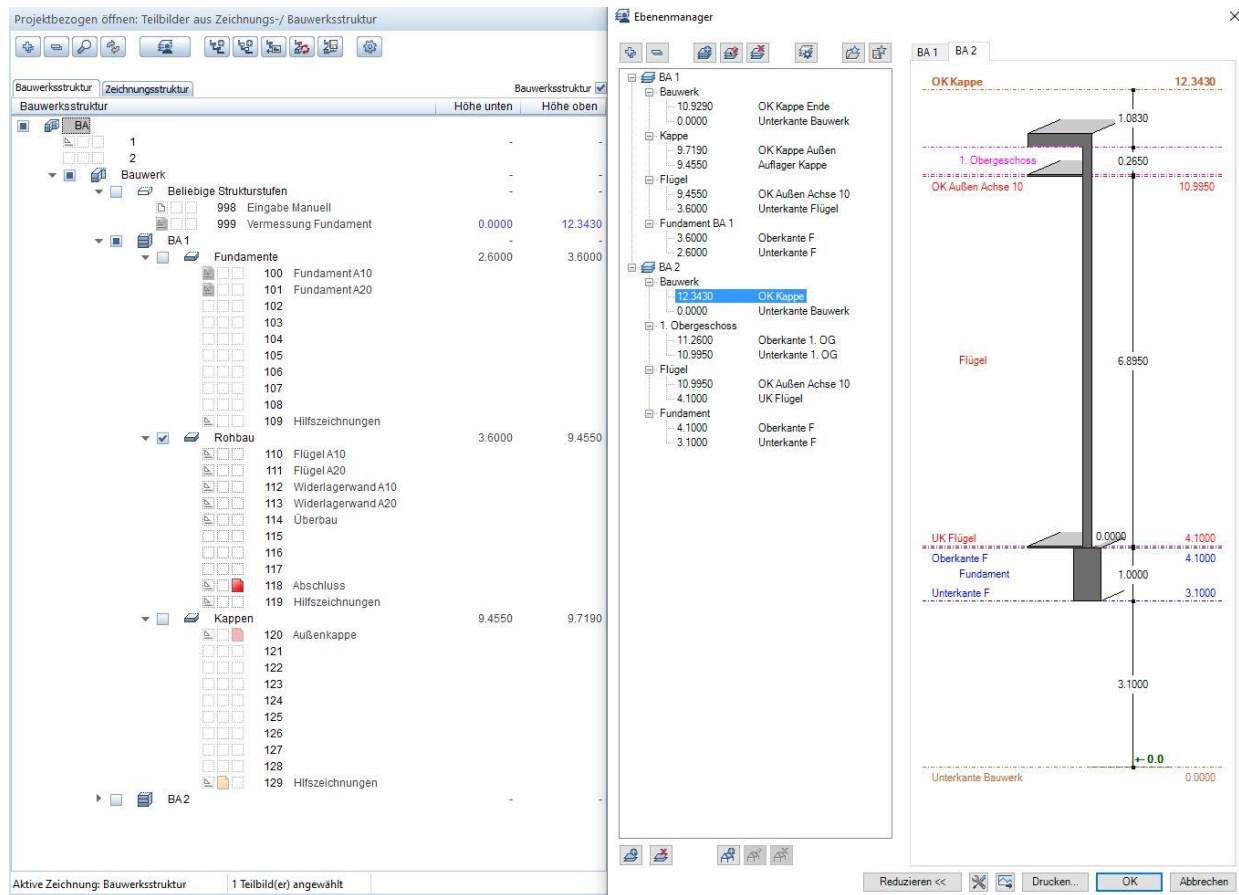 Projektbezogen öffnen: Teilbilder aus Zeichnungs-/ Bauwerksstruktur
Bauwerksstruktur Zeichnungsstruktur Bauwerksstruktur
Bauwerksstruktur Höhe unten Höhe oben
BA
1 - -
2 - -
Bauwerk - -
Beliebige Strukturstufen - -
998 Eingabe Manuell
999 Vermessung Fundament 0.0000 12.3430
BA 1 - -
Fundamente 2.6000 3.6000
100 Fundament A10
101 Fundament A20
102
103
104
105
106
107
108
109 Hilfszeichnungen
Rohbau 3.6000 9.4550
110 Flügel A10
111 Flügel A20
112 Widerlagerwand A10
113 Widerlagerwand A20
114 Überbau
115
116
117
118 Abschluss
119 Hilfszeichnungen
Kappen 9.4550 9.7190
120 Außenkappe
121
122
123
124
125
126
127
128
129 Hlfszeichnungen
BA 2 - -
Aktive Zeichnung: Bauwerksstruktur 1 Teilbild(er) angewählt
Ebenenmanager
BA 1
Bauwerk
10.9290 OK Kappe Ende
0.0000 Unterkante Bauwerk
Kappe
9.7190 OK Kappe Außen
9.4550 Auflager Kappe
Flügel
9.4550 OK Außen Achse 10
3.6000 Unterkante Flügel
Fundament BA 1
3.6000 Oberkante F
2.6000 Unterkante F
BA 2
Bauwerk
12.3430 OK Kappe
0.0000 Unterkante Bauwerk
1. Obergeschoss
11.2600 Oberkante 1. OG
10.9950 Unterkante 1. OG
Flügel
10.9950 OK Außen Achse 10
4.1000 UK Flügel
Fundament
4.1000 Oberkante F
3.1000 Unterkante F
BA 1 BA 2
OK Kappe 12.3430
1.0830
1. Obergeschoss 0.2650
OK Außen Achse 10 10.9950
Flügel 6.8950
UK Flügel 0.0000 4.1000
Oberkante F 4.1000
Fundament 1.0000
Unterkante F 3.1000
3.1000
+- 0.0
Unterkante Bauwerk 0.0000
Reduzieren << Drucken... OK Abbrechen